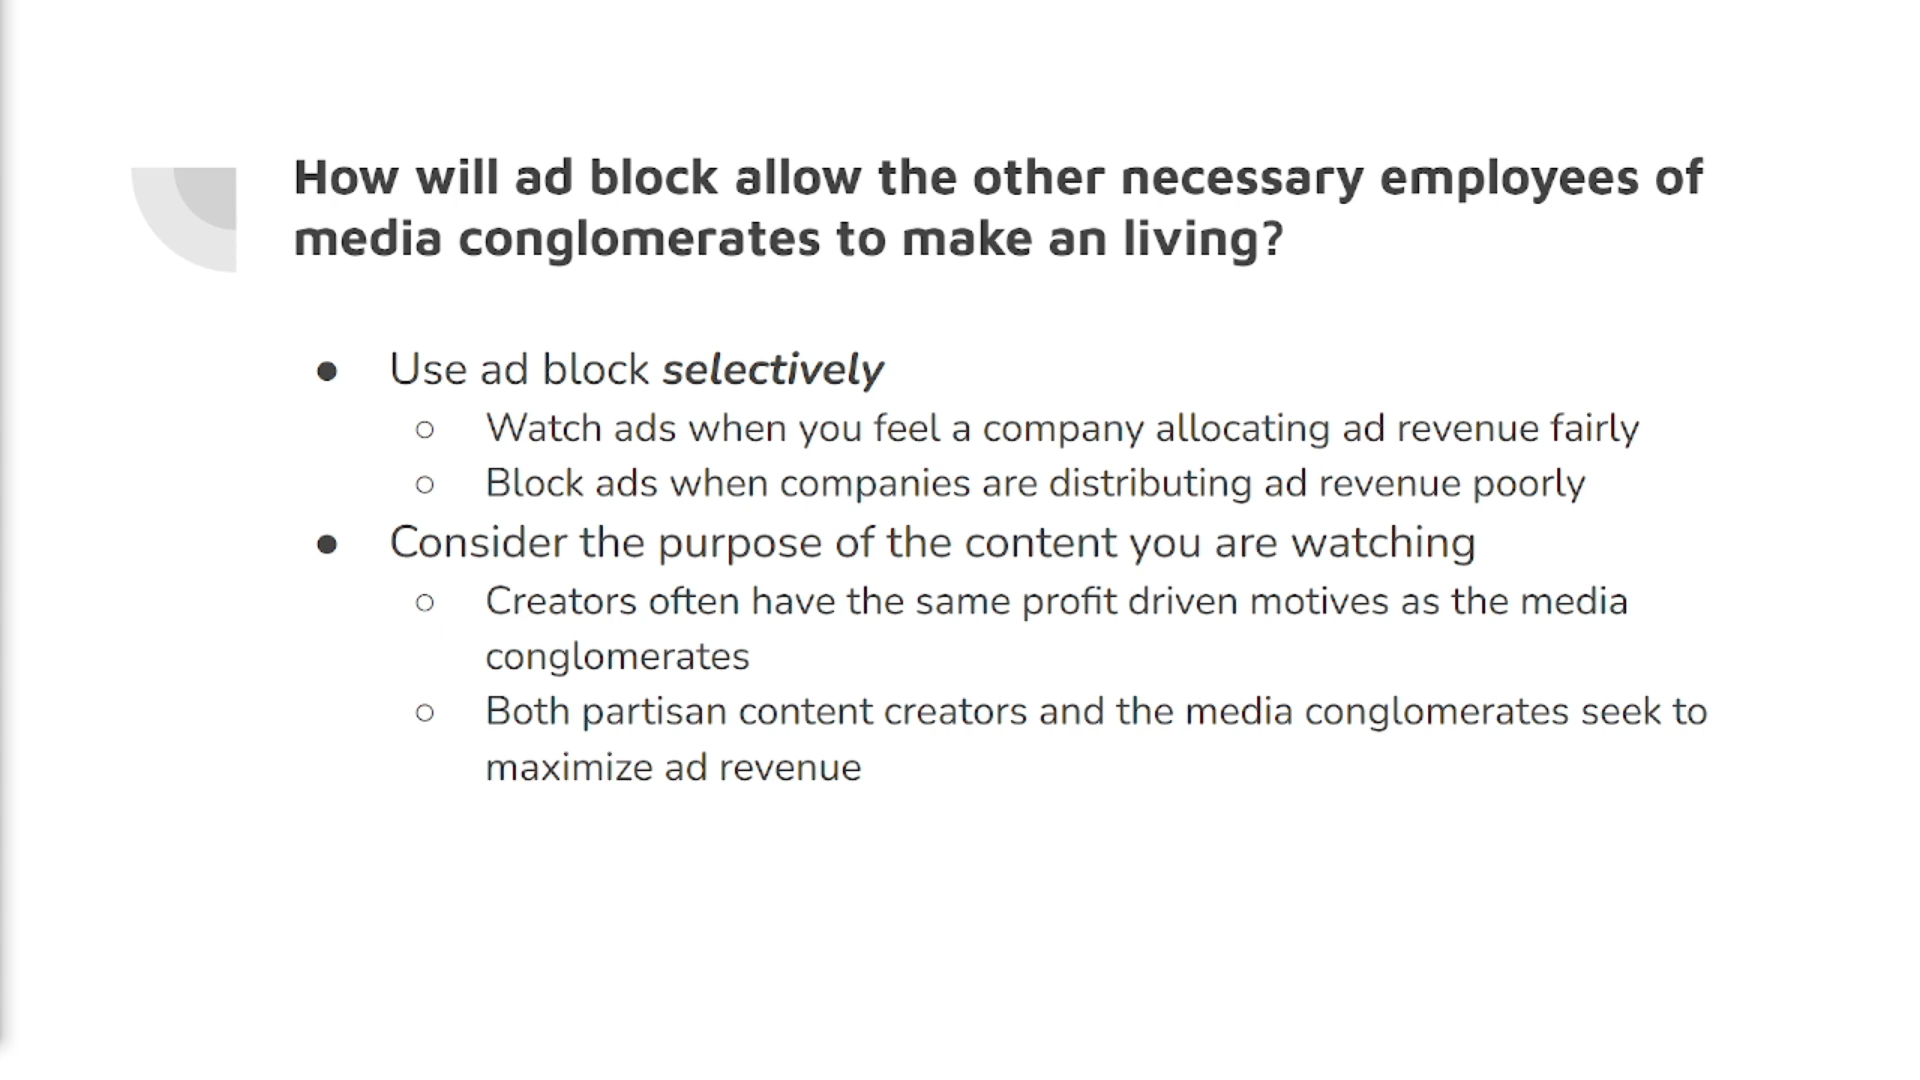 How will ad block allow the other necessary employees of
media conglomerates to make an living?
● Use ad block selectively
○ Watch ads when you feel a company allocating ad revenue fairly
○ Block ads when companies are distributing ad revenue poorly
● Consider the purpose of the content you are watching
○ Creators often have the same profit driven motives as the media
conglomerates
○ Both partisan content creators and the media conglomerates seek to
maximize ad revenue